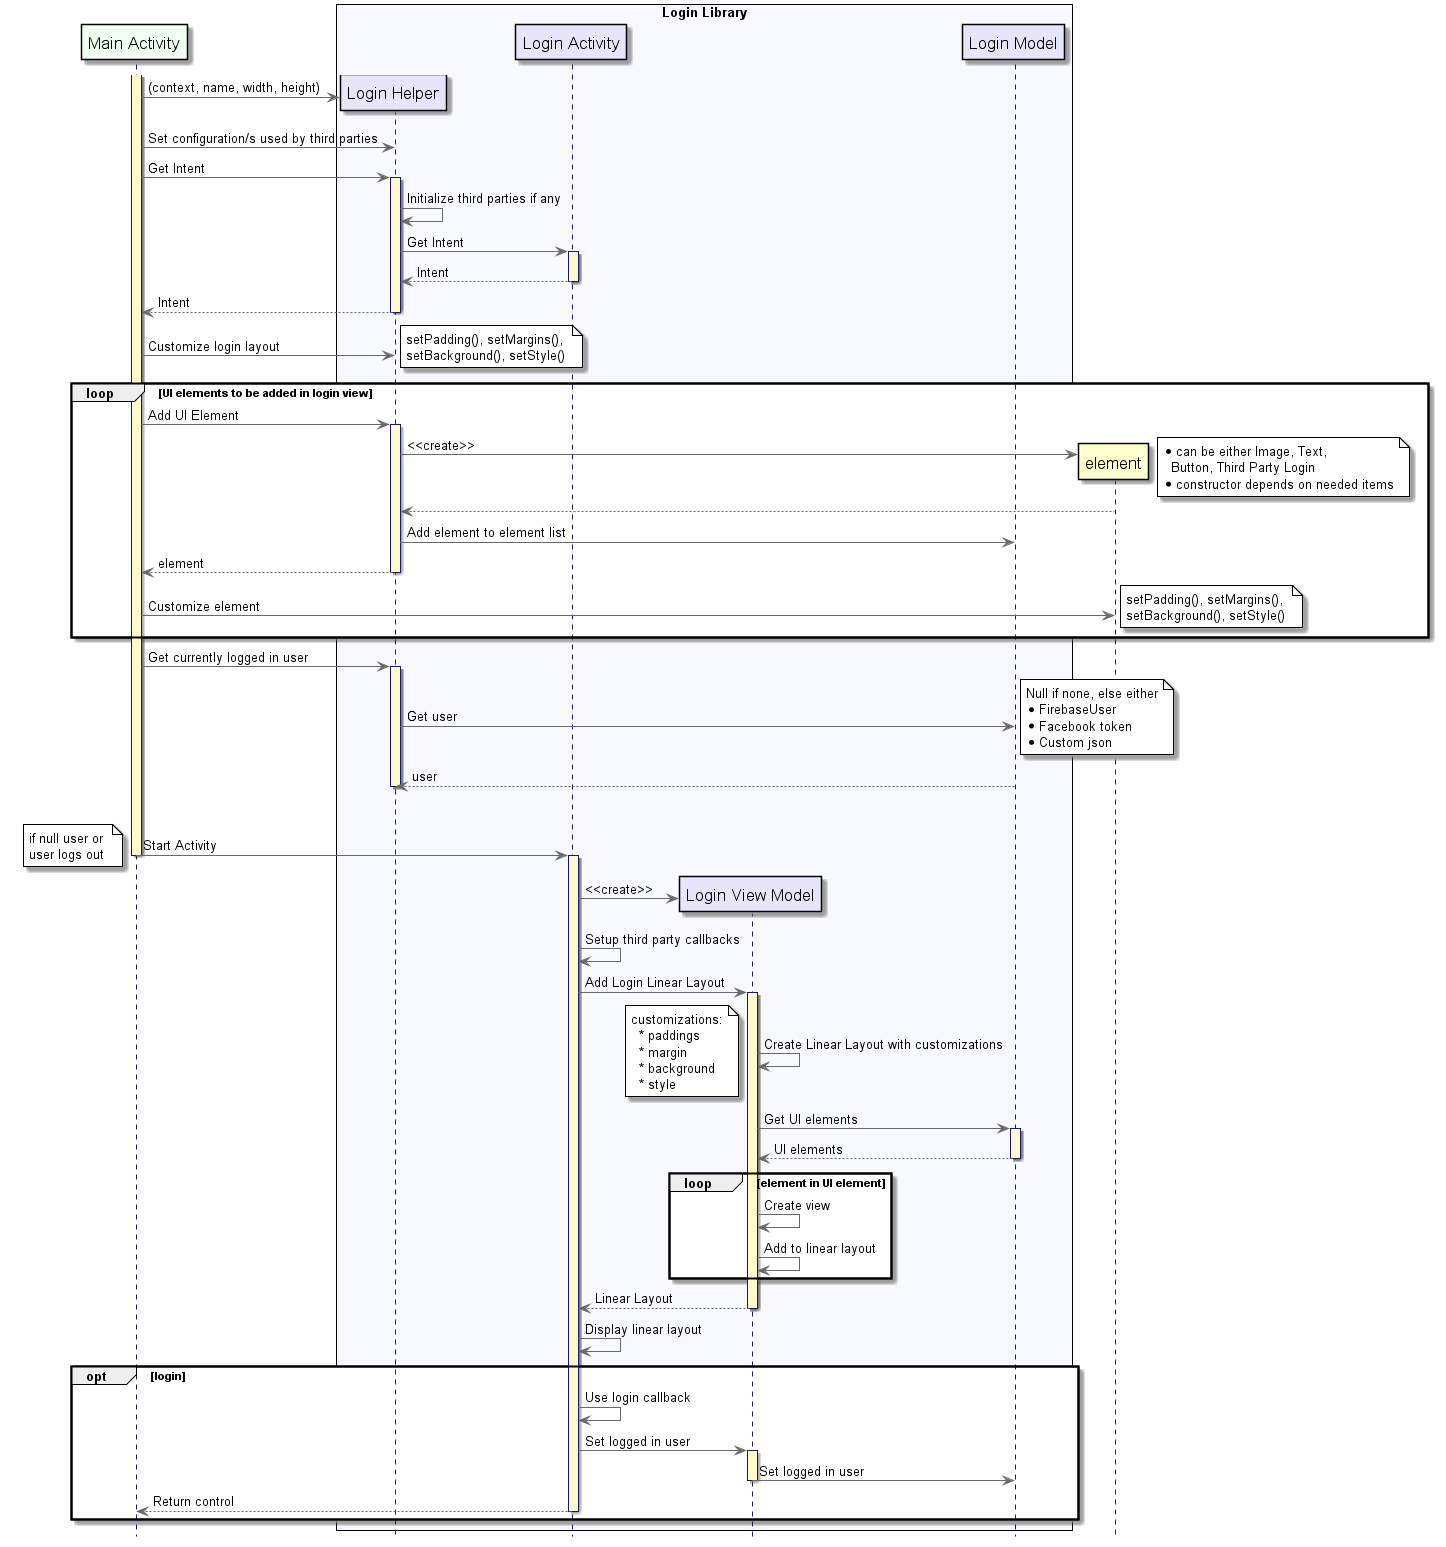 Login Library
Main Activity
Login Activity
Login Model
(context, name, width, height)
Login Helper
Set configuration/s used by third parties
Get Intent
Initialize third parties if any
Get Intent
Intent
Intent
setPadding(), setMargins(),
setBackground(), setStyle()
Customize login layout
loop [UI elements to be added in login view]
Add UI Element
<<create>>
element
• can be either Image, Text,
Button, Third Party Login
• constructor depends on needed items
Add element to element list
element
Customize element
setPadding(), setMargins(),
setBackground(), setStyle()
Get currently logged in user
Get user
Null if none, else either
• FirebaseUser
• Facebook token
• Custom json
user
if null user or
user logs out
Start Activity
<<create>>
Login View Model
Setup third party callbacks
Add Login Linear Layout
customizations:
* paddings
* margin
* background
* style
Create Linear Layout with customizations
Get UI elements
UI elements
loop [element in UI element]
Create view
Add to linear layout
Linear Layout
Display linear layout
opt [login]
Use login callback
Set logged in user
Set logged in user
Return control